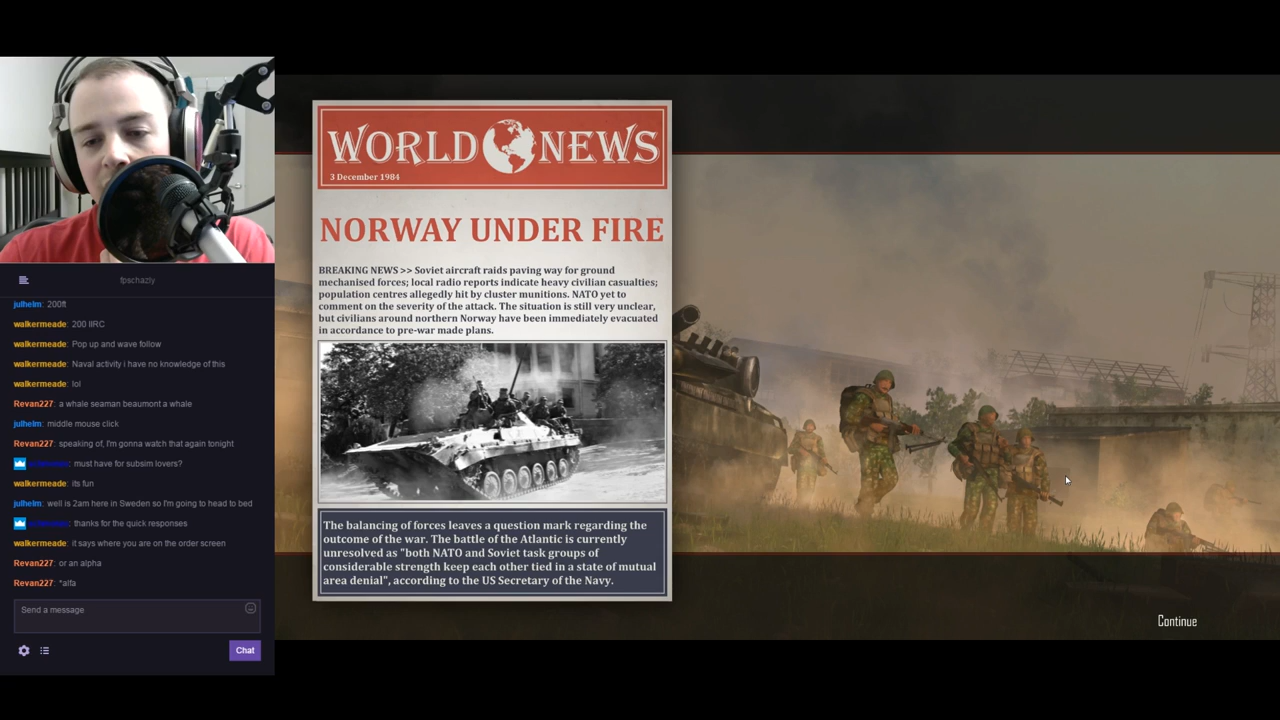 fpschazly
julhelm: 200ft
walkermeade: 200 IIRC
walkermeade: Pop up and wave follow
walkermeade: Naval activity i have no knowledge of this
walkermeade: lol
Revan227: a whale seaman beaumont a whale
julhelm: middle mouse click
Revan227: speaking of, I'm gonna watch that again tonight
: must have for subsim lovers?
walkermeade: its fun
julhelm: well is 2am here in Sweden so I'm going to head to bed
: thanks for the quick responses
walkermeade: it says where you are on the order screen
Revan227: or an alpha
Revan227: *alfa
Send a message
Chat
WORLD NEWS
3 December 1984
NORWAY UNDER FIRE
BREAKING NEWS >> Soviet aircraft raids paving way for ground
mechanised forces; local radio reports indicate heavy civilian casualties;
population centres allegedly hit by cluster munitions. NATO yet to
comment on the severity of the attack. The situation is still very unclear,
but civilians around northern Norway have been immediately evacuated
in accordance to pre-war made plans.
The balancing of forces leaves a question mark regarding the
outcome of the war. The battle of the Atlantic is currently
unresolved as "both NATO and Soviet task groups of
considerable strength keep each other tied in a state of mutual
area denial", according to the US Secretary of the Navy.
Continue